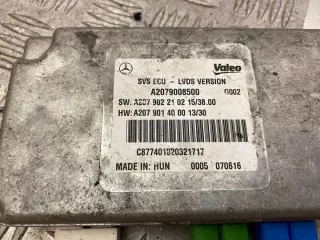 Valeo
SVS ECU - LVDS VERSION
A2079008500 0002
SW: A207 902 21 02 15/38.00
HW: A207 901 40 00 13/30
C877401320321717
MADE IN: HUN 0005 070616